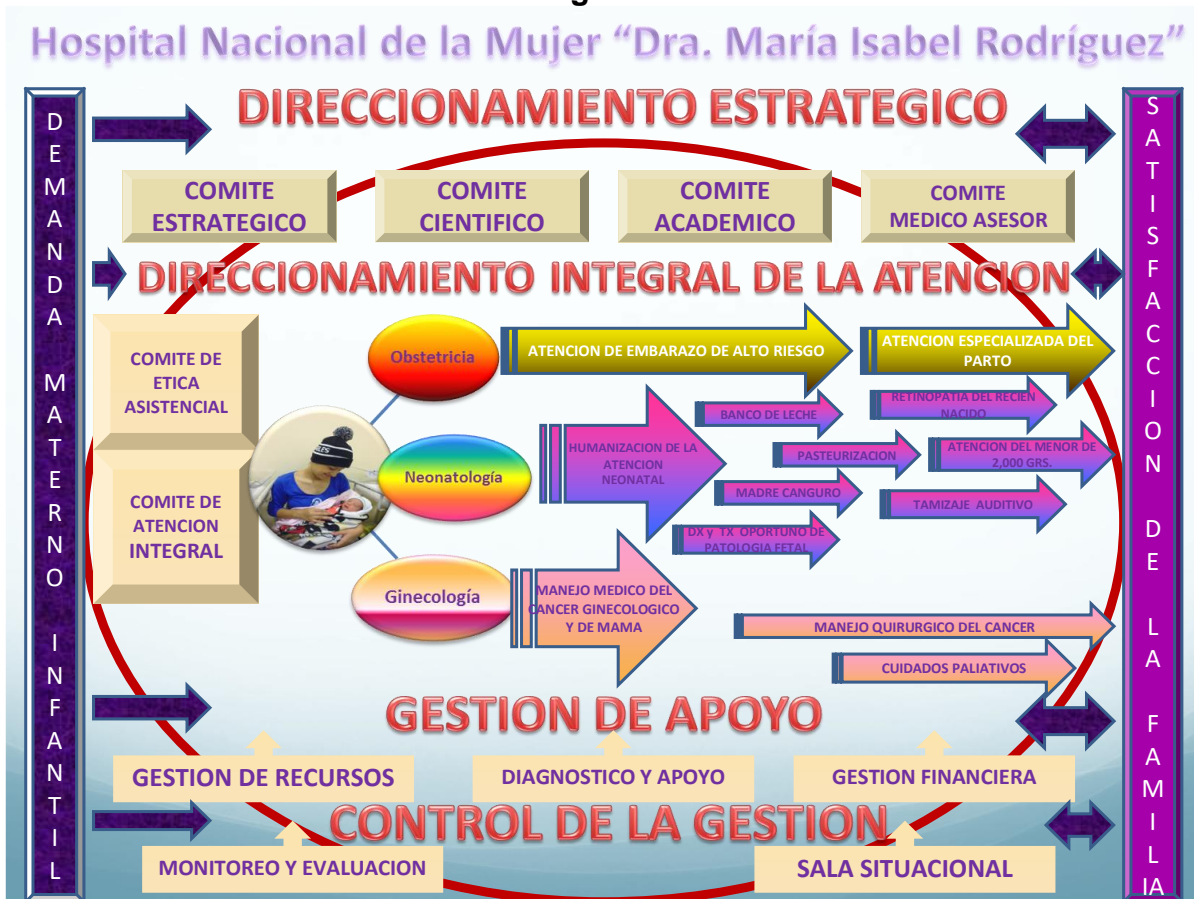 Hospital Nacional de la Mujer “Dra. María Isabel Rodríguez”
DEMANDA MATERNO INFANTIL
DIRECCIONAMIENTO ESTRATEGICO
COMITE
ESTRATEGICO
COMITE
CIENTIFICO
COMITE
ACADEMICO
COMITE
MEDICO ASESOR
DIRECCIONAMIENTO INTEGRAL DE LA ATENCION
COMITE DE
ETICA
ASISTENCIAL
COMITE DE
ATENCION
INTEGRAL
Obstetricia
ATENCION DE EMBARAZO DE ALTO RIESGO
ATENCION ESPECIALIZADA DEL
PARTO
Neonatología
HUMANIZACION DE LA
ATENCION
NEONATAL
BANCO DE LECHE
RETINOPATIA DEL RECIEN
NACIDO
PASTEURIZACION
ATENCION DEL MENOR DE
2,000 GRS.
MADRE CANGURO
TAMIZAJE AUDITIVO
DX y TX OPORTUNO DE
PATOLOGIA FETAL
Ginecología
MANEJO MEDICO DEL
CANCER GINECOLOGICO
Y DE MAMA
MANEJO QUIRURGICO DEL CANCER
CUIDADOS PALIATIVOS
GESTION DE APOYO
GESTION DE RECURSOS
DIAGNOSTICO Y APOYO
GESTION FINANCIERA
CONTROL DE LA GESTION
MONITOREO Y EVALUACION
SALA SITUACIONAL
SATISFACCION DE LA FAMILIA